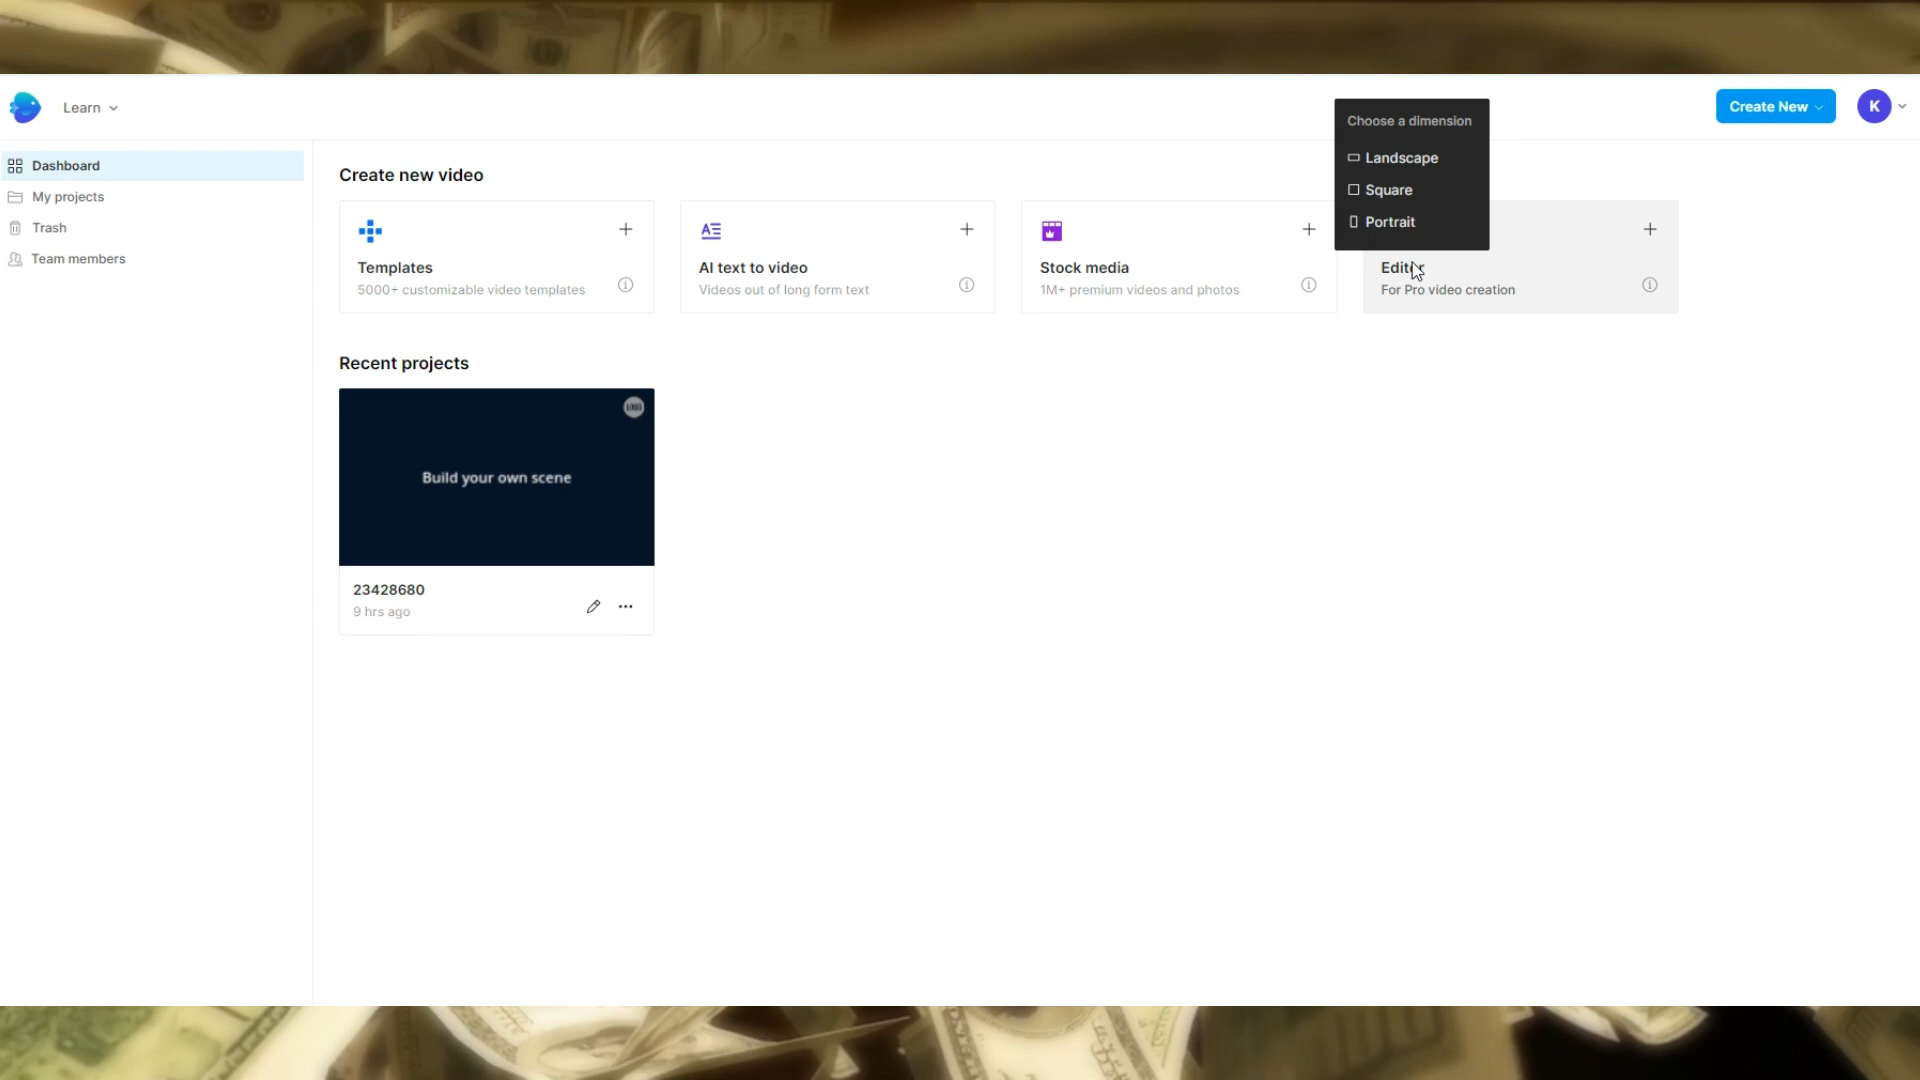 Learn
Create New
K
Choose a dimension
Landscape
Square
Portrait
Dashboard
My projects
Trash
Team members
Create new video
Templates
5000+ customizable video templates
AI text to video
Videos out of long form text
Stock media
1M+ premium videos and photos
Editor
For Pro video creation
Recent projects
LOGO
Build your own scene
23428680
9 hrs ago